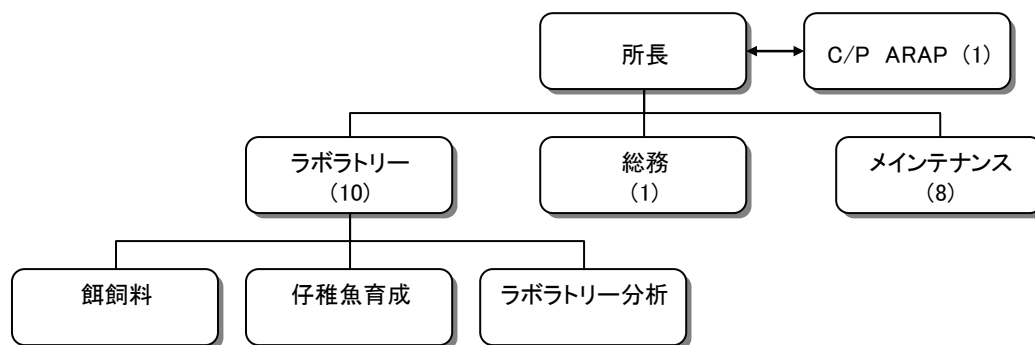 所長
C/P ARAP (1)
ラボラトリー
(10)
総務
(1)
メインテナンス
(8)
餌飼料
仔稚魚育成
ラボラトリー分析